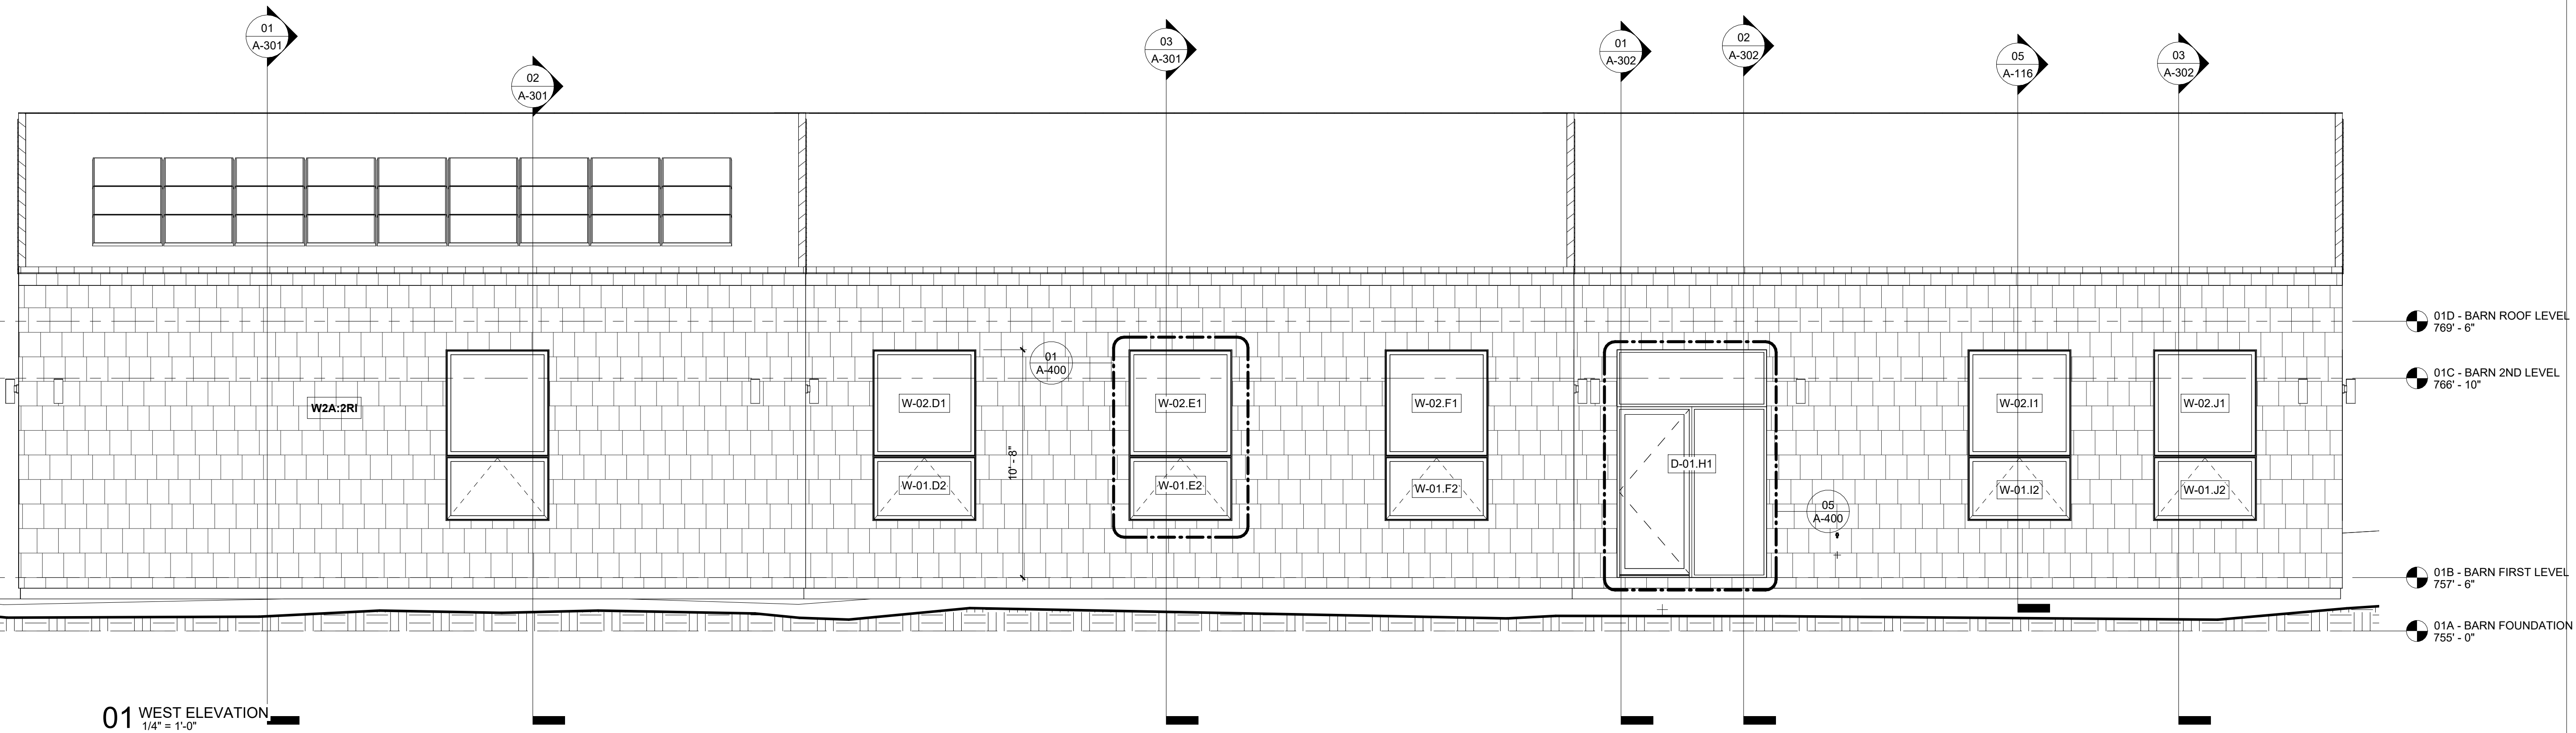 01
A-301
02
A-301
03
A-301
01
A-302
02
A-302
05
A-116
03
A-302
01D - BARN ROOF LEVEL
769' - 6"
01
A-400
01C - BARN 2ND LEVEL
766' - 10"
W2A:2RI
W-02.D1
W-02.E1
W-02.F1
W-02.I1
W-02.J1
10' - 8"
D-01.H1
W-01.D2
W-01.E2
W-01.F2
W-01.I2
W-01.J2
05
A-400
01B - BARN FIRST LEVEL
757' - 6"
01A - BARN FOUNDATION
755' - 0"
01 WEST ELEVATION
1/4" = 1'-0"